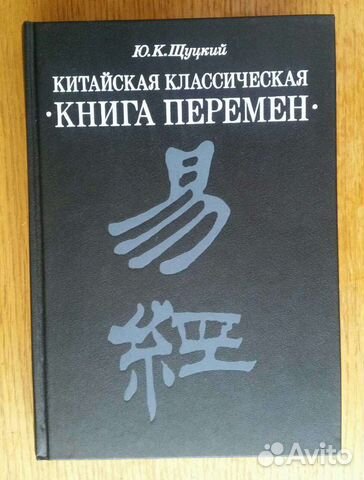 Ю.К.Щуцкий
КИТАЙСКАЯ КЛАССИЧЕСКАЯ
·КНИГА ПЕРЕМЕН·
易
經
Avito